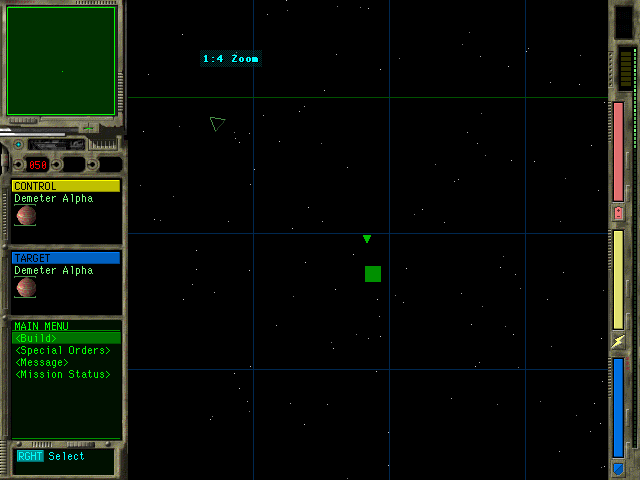 1:4 Zoom
050
CONTROL
Demeter Alpha
TARGET
Demeter Alpha
MAIN MENU
<Build>
<Special Orders>
<Message>
<Mission Status>
RGHT Select